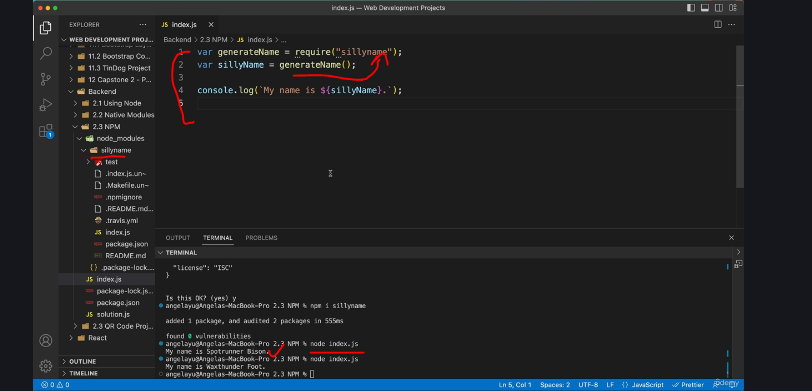 index.js — Web Development Projects
EXPLORER
WEB DEVELOPMENT PROJECTS
11.2 Bootstrap Co...
11.3 TinDog Project
12 Capstone 2 - P...
Backend
2.1 Using Node
2.2 Native Modules
2.3 NPM
node_modules
sillyname
test
.index.js.un~
.Makefile.un~
.npmignore
.README.md...
.travis.yml
index.js
package.json
README.md
.package-lock....
index.js
package-lock.js...
package.json
solution.js
2.3 QR Code Proj...
React
OUTLINE
TIMELINE
JS index.js
Backend > 2.3 NPM > JS index.js > ...
1 var generateName = require("sillyname");
2 var sillyName = generateName();
3
4 console.log(`My name is ${sillyName}.`);
5
OUTPUT TERMINAL PROBLEMS
TERMINAL
"license": "ISC"
}
Is this OK? (yes) y
angelayu@Angelas-MacBook-Pro 2.3 NPM % npm i sillyname
added 1 package, and audited 2 packages in 555ms
found 0 vulnerabilities
angelayu@Angelas-MacBook-Pro 2.3 NPM % node index.js
My name is Spotrunner Bison.
angelayu@Angelas-MacBook-Pro 2.3 NPM % node index.js
My name is Waxthunder Foot.
angelayu@Angelas-MacBook-Pro 2.3 NPM %
0 0 Ln 5, Col 1 Spaces: 2 UTF-8 LF {} JavaScript Prettier